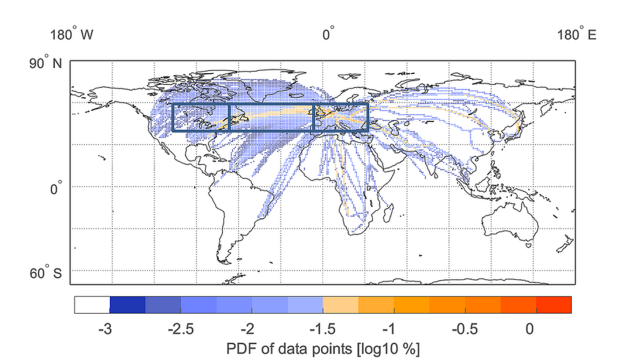 180° W 0° 180° E
90° N
0°
60° S
-3 -2.5 -2 -1.5 -1 -0.5 0
PDF of data points [log10 %]